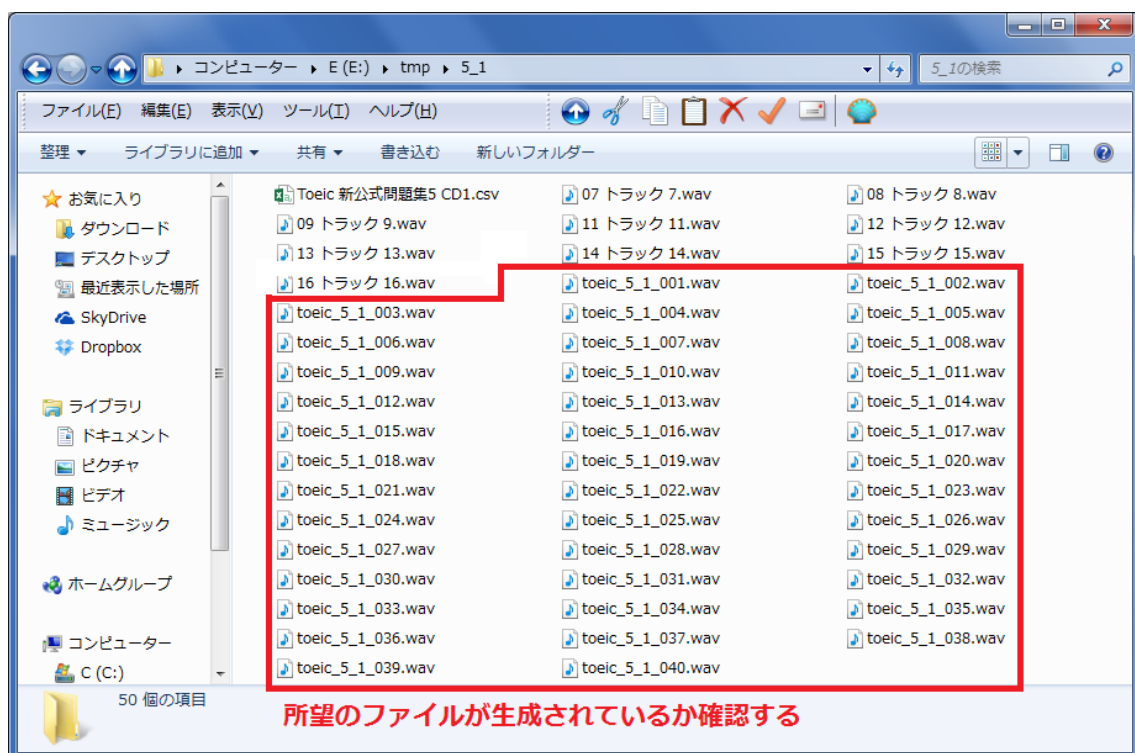 コンピューター ▸ E (E:) ▸ tmp ▸ 5_1
5_1の検索
ファイル(F) 編集(E) 表示(V) ツール(T) ヘルプ(H)
整理 ライブラリに追加 共有 書き込む 新しいフォルダー
お気に入り
ダウンロード
デスクトップ
最近表示した場所
SkyDrive
Dropbox
ライブラリ
ドキュメント
ピクチャ
ビデオ
ミュージック
ホームグループ
コンピューター
C (C:)
Toeic 新公式問題集5 CD1.csv 07 トラック 7.wav 08 トラック 8.wav
09 トラック 9.wav 11 トラック 11.wav 12 トラック 12.wav
13 トラック 13.wav 14 トラック 14.wav 15 トラック 15.wav
16 トラック 16.wav toeic_5_1_001.wav toeic_5_1_002.wav
toeic_5_1_003.wav toeic_5_1_004.wav toeic_5_1_005.wav
toeic_5_1_006.wav toeic_5_1_007.wav toeic_5_1_008.wav
toeic_5_1_009.wav toeic_5_1_010.wav toeic_5_1_011.wav
toeic_5_1_012.wav toeic_5_1_013.wav toeic_5_1_014.wav
toeic_5_1_015.wav toeic_5_1_016.wav toeic_5_1_017.wav
toeic_5_1_018.wav toeic_5_1_019.wav toeic_5_1_020.wav
toeic_5_1_021.wav toeic_5_1_022.wav toeic_5_1_023.wav
toeic_5_1_024.wav toeic_5_1_025.wav toeic_5_1_026.wav
toeic_5_1_027.wav toeic_5_1_028.wav toeic_5_1_029.wav
toeic_5_1_030.wav toeic_5_1_031.wav toeic_5_1_032.wav
toeic_5_1_033.wav toeic_5_1_034.wav toeic_5_1_035.wav
toeic_5_1_036.wav toeic_5_1_037.wav toeic_5_1_038.wav
toeic_5_1_039.wav toeic_5_1_040.wav
50 個の項目
所望のファイルが生成されているか確認する